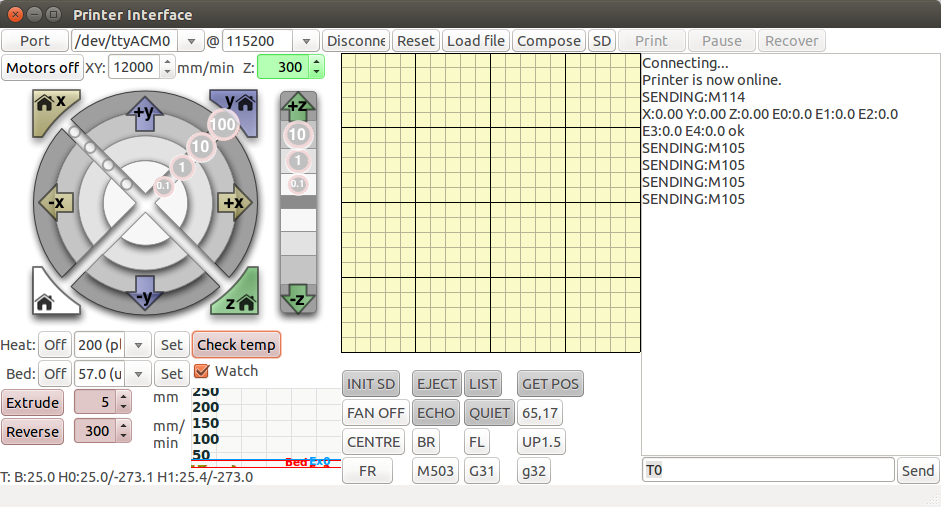 Printer Interface
Port /dev/ttyACM0 @ 115200 Disconne Reset Load file Compose SD Print Pause Recover
Motors off XY: 12000 mm/min Z: 300
x y +z
+y
100
10 10
1 1
0.1 0.1
-x +x
-y z -z
Heat: Off 200 (pl Set Check temp
Bed: Off 57.0 (u Set Watch
Extrude 5 mm
Reverse 300 mm/
min
250
200
150
100
50
Bed Ex0
T: B:25.0 H0:25.0/-273.1 H1:25.4/-273.0
INIT SD EJECT LIST GET POS
FAN OFF ECHO QUIET 65,17
CENTRE BR FL UP1.5
FR M503 G31 g32
Connecting...
Printer is now online.
SENDING:M114
X:0.00 Y:0.00 Z:0.00 E0:0.0 E1:0.0 E2:0.0
E3:0.0 E4:0.0 ok
SENDING:M105
SENDING:M105
SENDING:M105
SENDING:M105
T0 Send